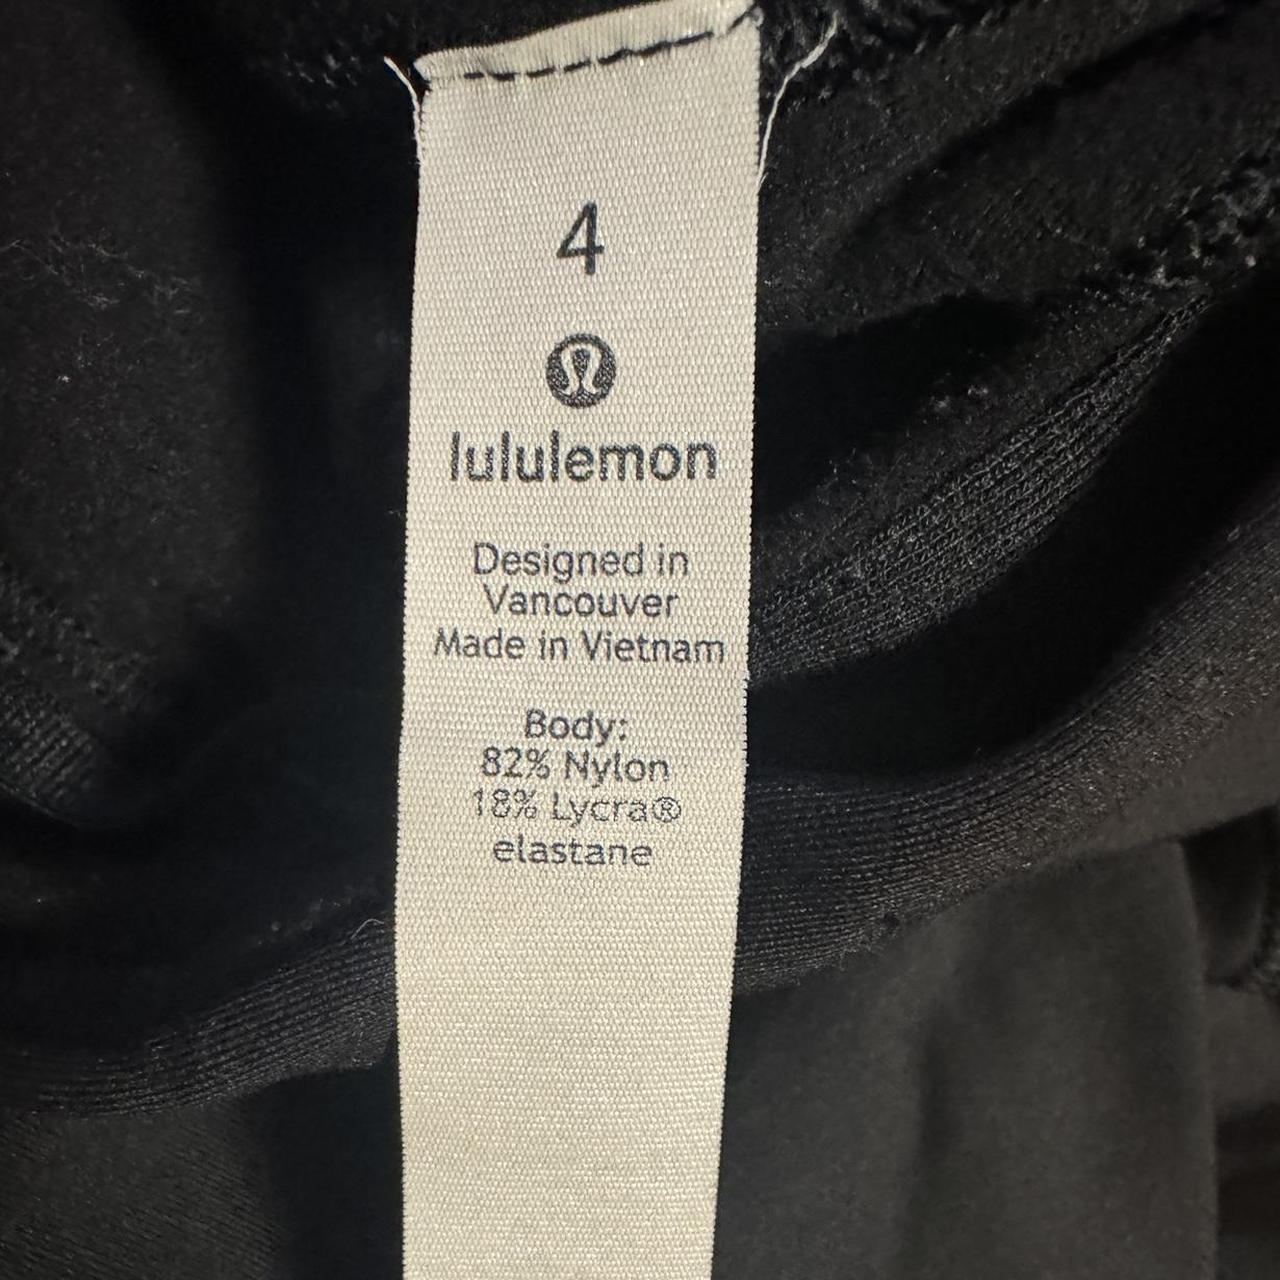 4
lululemon
Designed in
Vancouver
Made in Vietnam
Body:
82% Nylon
18% Lycra®
elastane